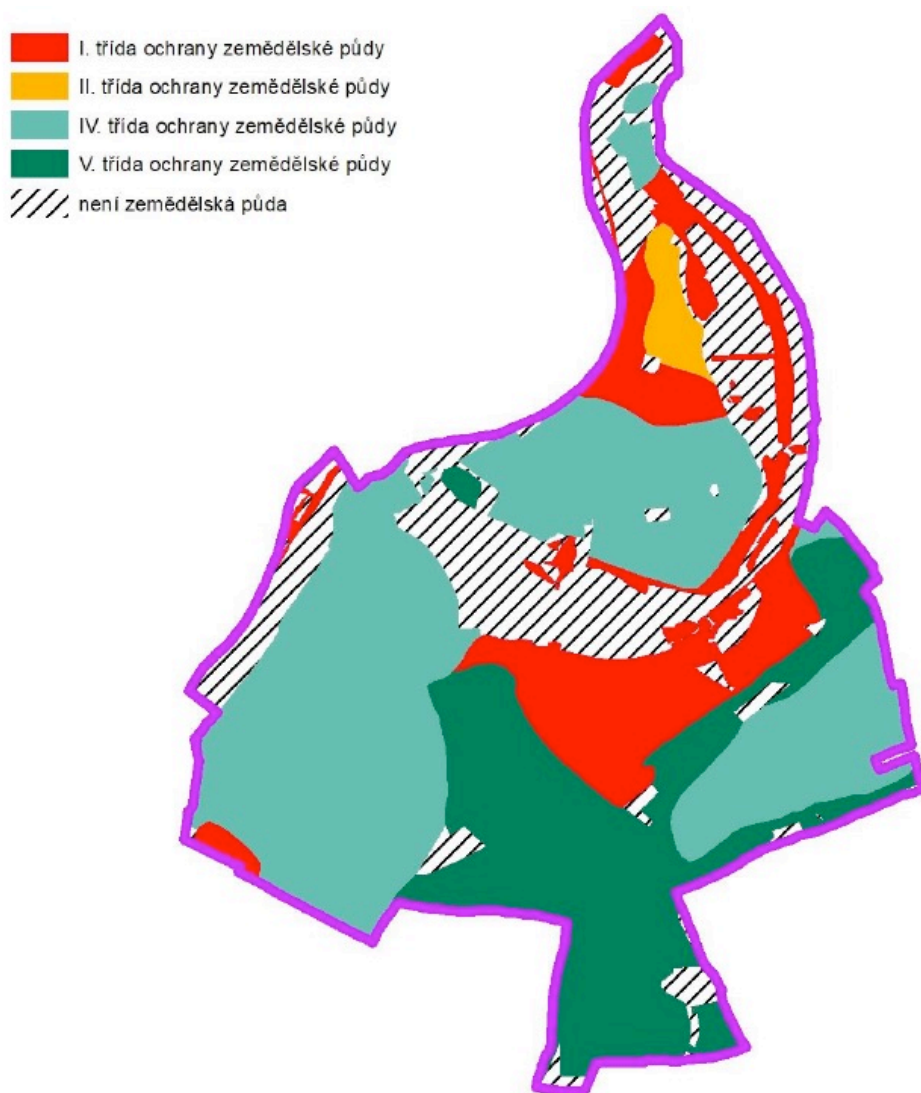 I. třída ochrany zemědělské půdy
II. třída ochrany zemědělské půdy
IV. třída ochrany zemědělské půdy
V. třída ochrany zemědělské půdy
není zemědělská půda